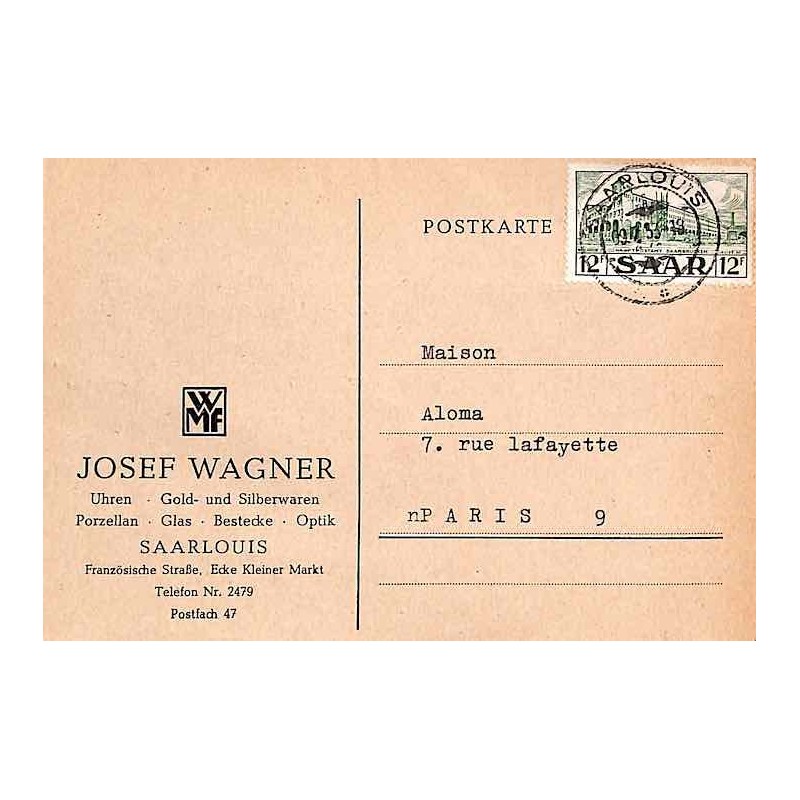 POSTKARTE
SAARLOUIS
12F SAAR 12F
Maison
Aloma
7. rue lafayette
nPARIS 9
WMF
JOSEF WAGNER
Uhren · Gold- und Silberwaren
Porzellan · Glas · Bestecke · Optik
SAARLOUIS
Französische Straße, Ecke Kleiner Markt
Telefon Nr. 2479
Postfach 47